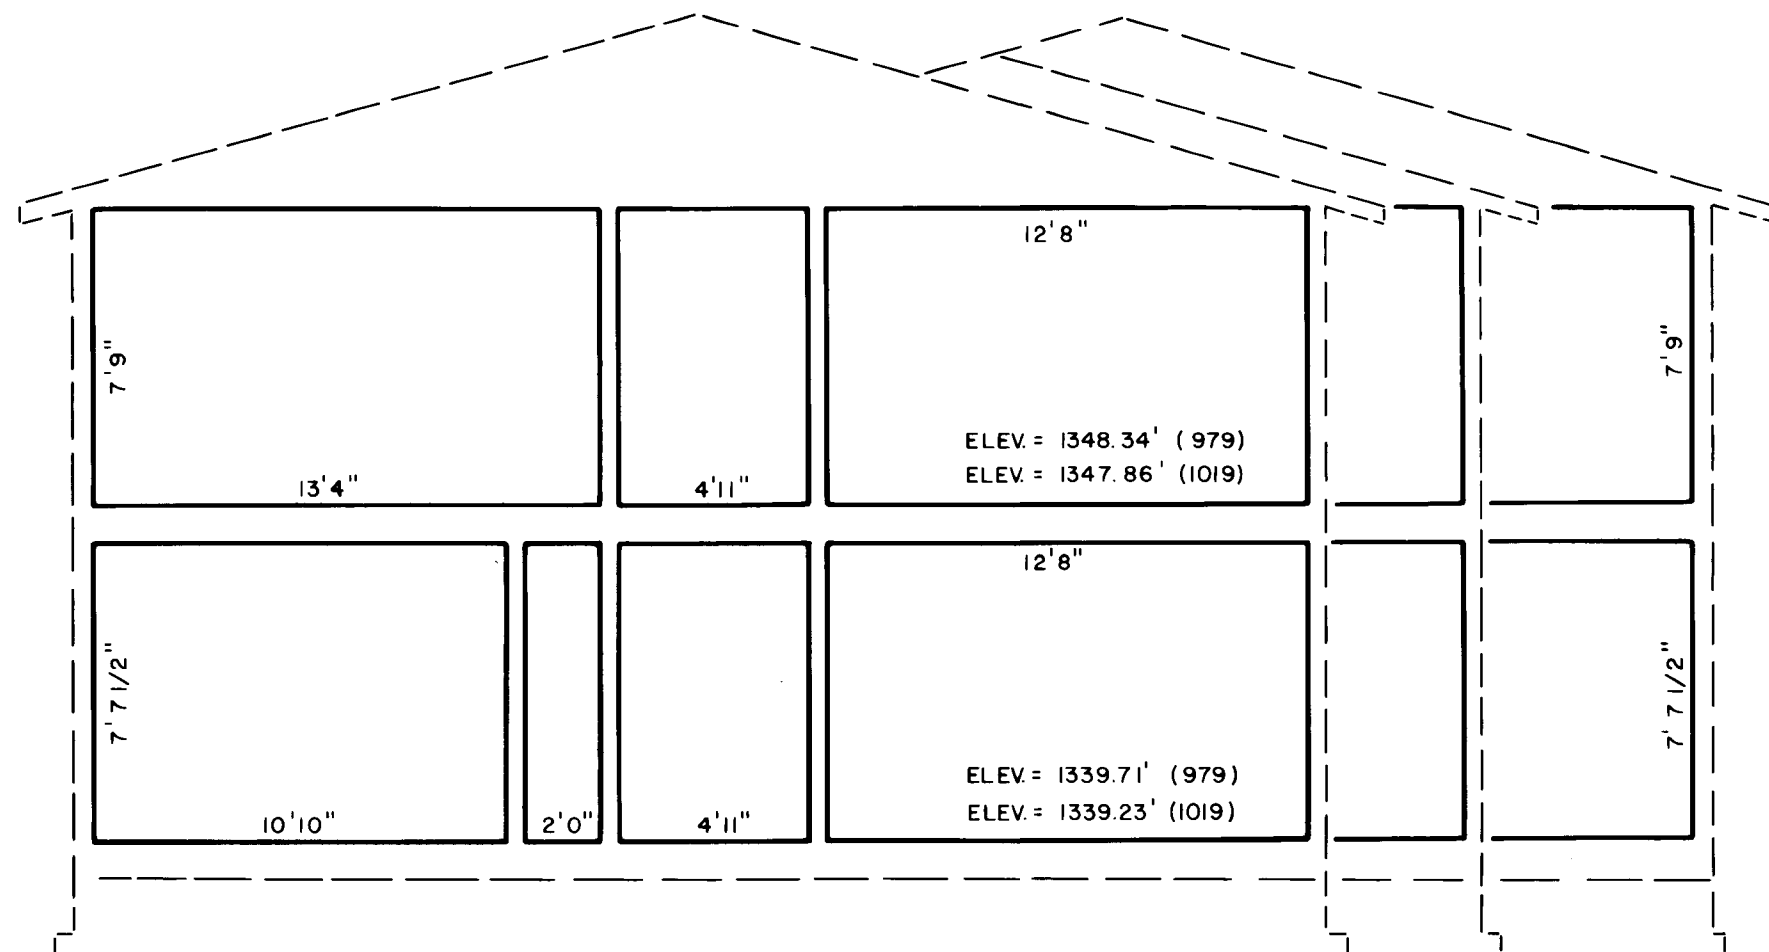 12'8"
7'9"
7'9"
ELEV. = 1348.34' (979)
ELEV. = 1347.86' (1019)
13'4"
4'11"
12'8"
7' 7 1/2"
7' 7 1/2"
ELEV. = 1339.71' (979)
ELEV. = 1339.23' (1019)
10'10"
2'0"
4'11"